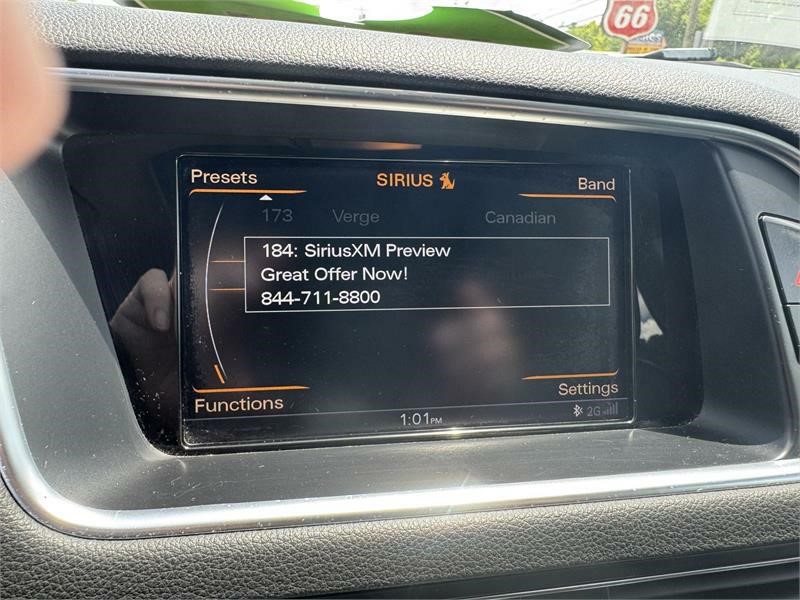 66
Presets
SIRIUS
Band
173 Verge Canadian
184: SiriusXM Preview
Great Offer Now!
844-711-8800
Functions
Settings
1:01PM
2G